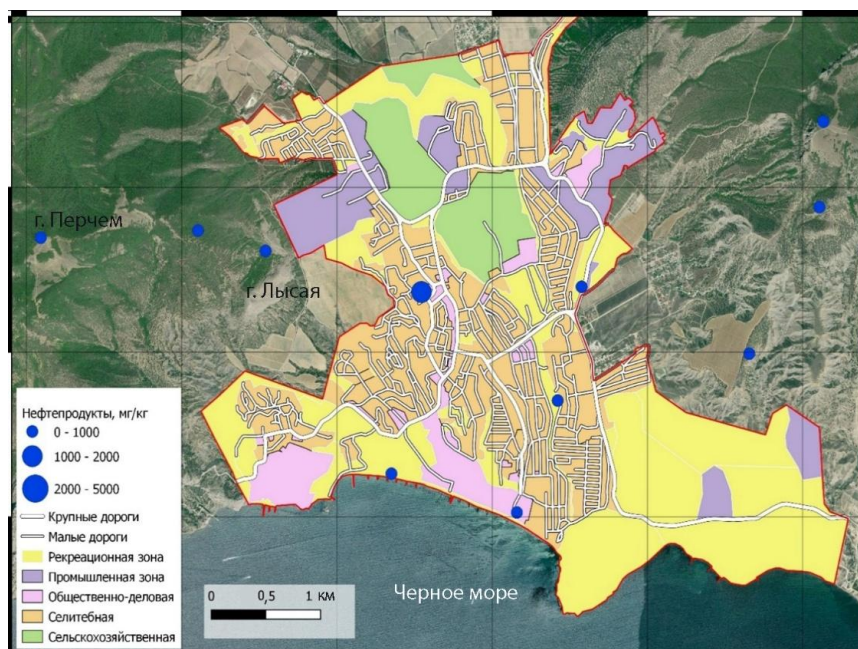 г. Перчем
г. Лысая
Нефтепродукты, мг/кг
0 - 1000
1000 - 2000
2000 - 5000
Крупные дороги
Малые дороги
Рекреационная зона
Промышленная зона
Общественно-деловая
Селитебная
Сельскохозяйственная
0 0,5 1 км
Черное море